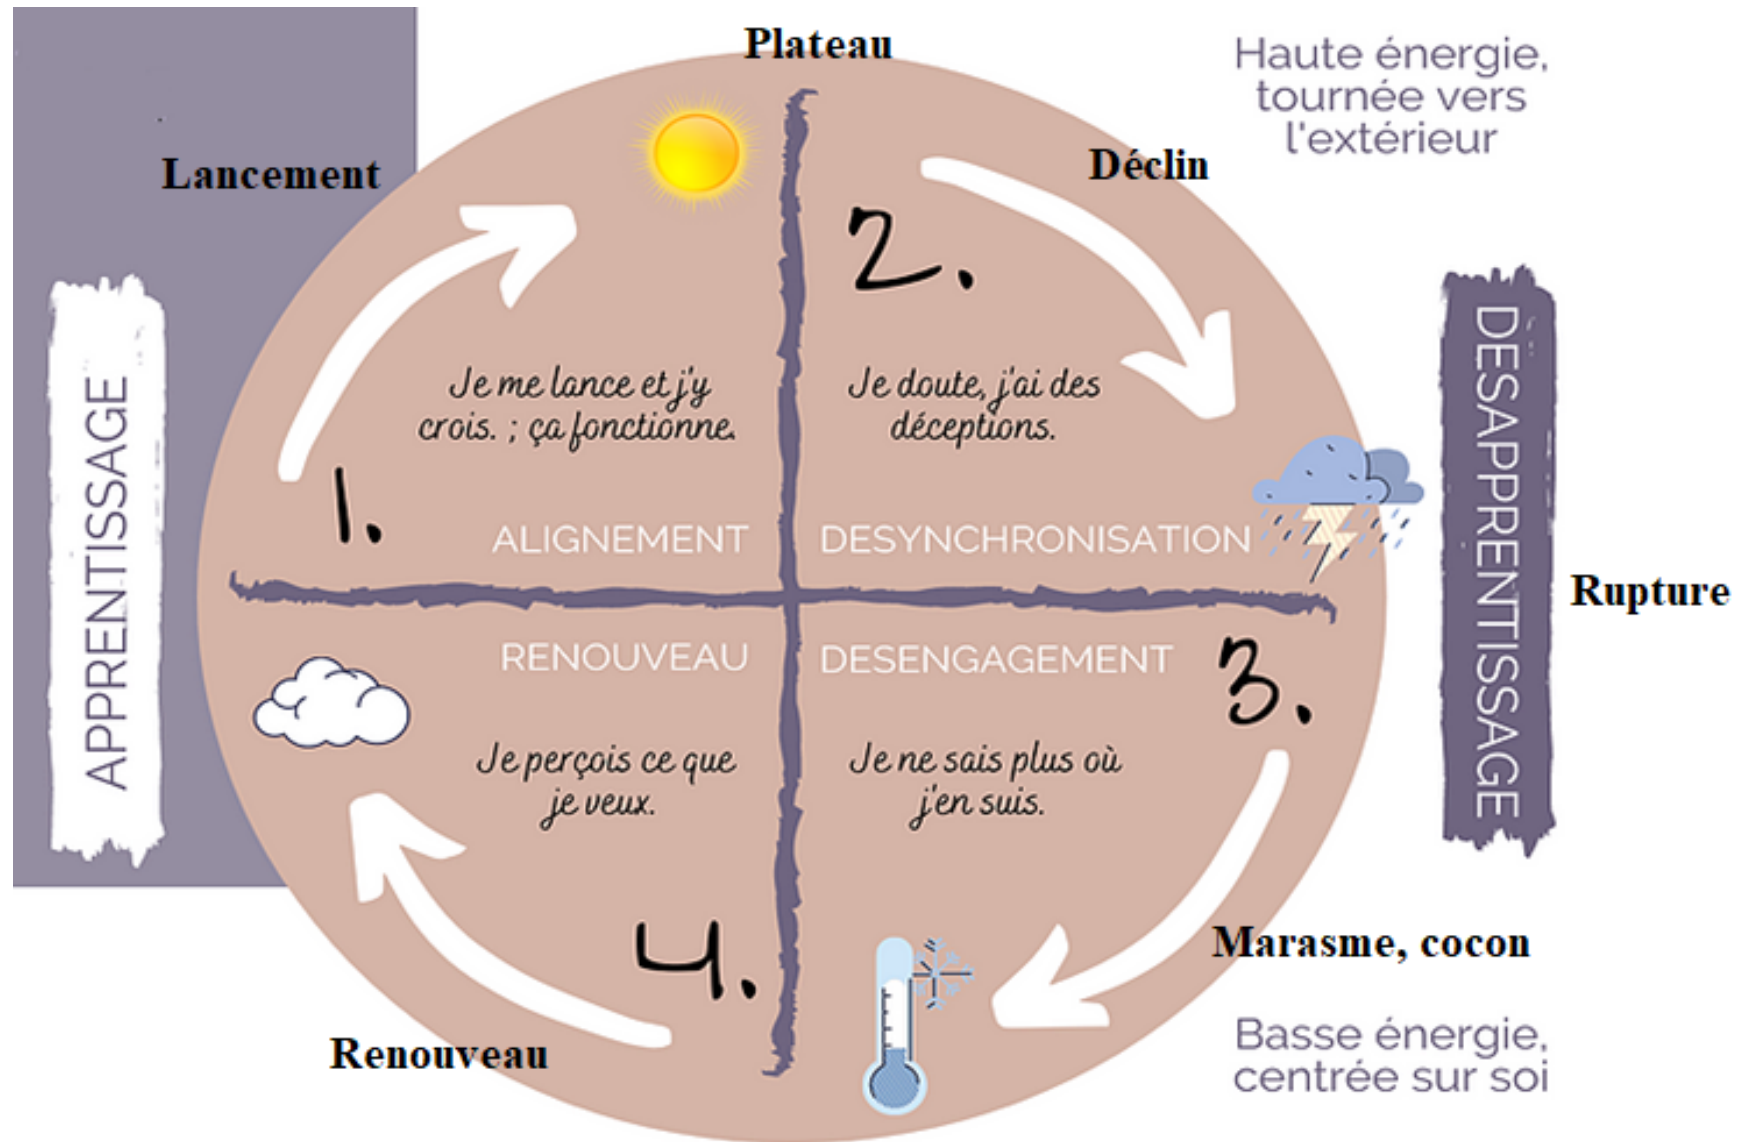 Plateau
Haute énergie,
tournée vers
l'extérieur
Lancement
Déclin
2.
Je me lance et j'y
crois. ; ça fonctionne.
Je doute, j'ai des
déceptions.
1.
ALIGNEMENT
DESYNCHRONISATION
APPRENTISSAGE
DESAPPRENTISSAGE
Rupture
RENOUVEAU
DESENGAGEMENT
3.
Je perçois ce que
je veux.
Je ne sais plus où
j'en suis.
4.
Marasme, cocon
Renouveau
Basse énergie,
centrée sur soi